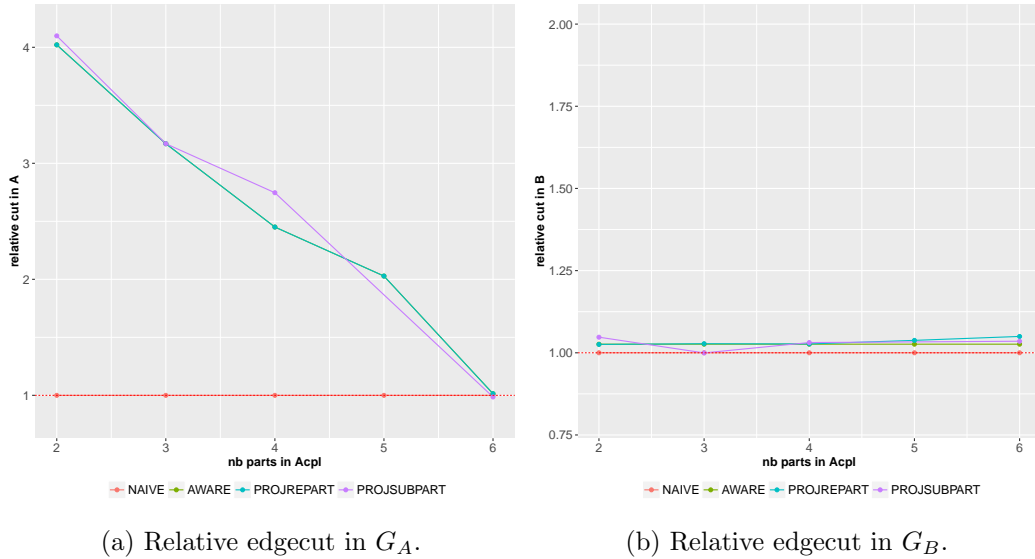 4
3
2
1
relative cut in A
2 3 4 5 6
nb parts in Acpl
NAIVE AWARE PROJREPART PROJSUBPART
(a) Relative edgecut in G_A.
2.00
1.75
1.50
1.25
1.00
0.75
relative cut in B
2 3 4 5 6
nb parts in Acpl
NAIVE AWARE PROJREPART PROJSUBPART
(b) Relative edgecut in G_B.